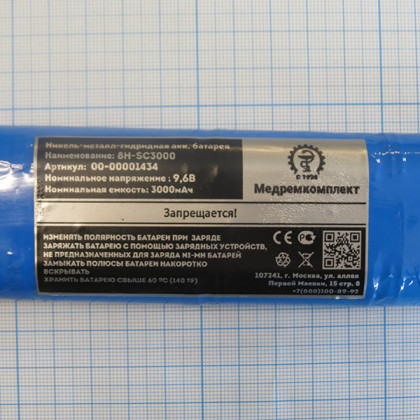 Никель-металл-гидридная акк. батарея
Наименование: 8H-SC3000
Артикул: 00-00001434
Номинальное напряжение : 9,6В
Номинальная емкость: 3000мАч
С 1924
Медремкомплект
Запрещается!
ИЗМЕНЯТЬ ПОЛЯРНОСТЬ БАТАРЕИ ПРИ ЗАРЯДЕ
ЗАРЯЖАТЬ БАТАРЕЮ С ПОМОЩЬЮ ЗАРЯДНЫХ УСТРОЙСТВ,
НЕ ПРЕДНАЗНАЧЕННЫХ ДЛЯ ЗАРЯДА NI-MH БАТАРЕЙ
ЗАМЫКАТЬ ПОЛЮСЫ БАТАРЕИ НАКОРОТКО
ВСКРЫВАТЬ
ХРАНИТЬ БАТАРЕЮ СВЫШЕ 60 ºС (140 ºF)
CE
107241, г. Москва, ул. аллея
Первой Маевки, 15 стр. 8